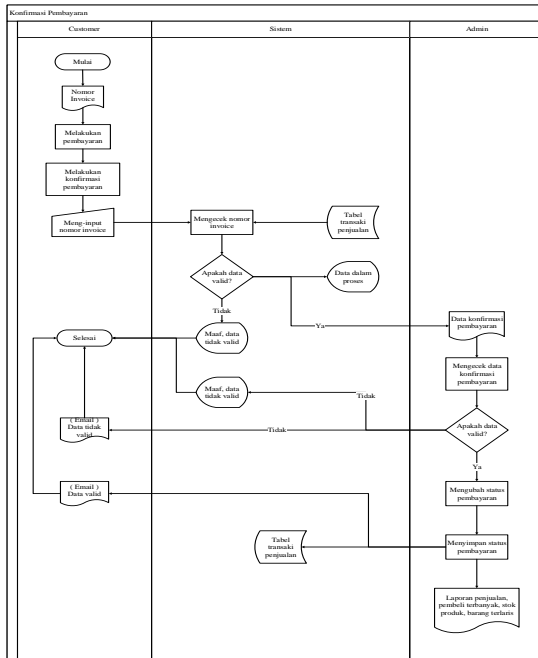 Konfirmasi Pembayaran
Customer
Sistem
Admin
Mulai
Nomor
Invoice
Melakukan
pembayaran
Melakukan
konfirmasi
pembayaran
Meng-input
nomor invoice
Mengecek nomor
invoice
Tabel
transaki
penjualan
Apakah data
valid?
Data dalam
proses
Tidak
Ya
Data konfirmasi
pembayaran
Selesai
Maaf, data
tidak valid
Mengecek data
konfirmasi
pembayaran
Maaf, data
tidak valid
Tidak
( Email )
Data tidak
valid
Tidak
Apakah data
valid?
Ya
( Email )
Data valid
Mengubah status
pembayaran
Tabel
transaki
penjualan
Menyimpan status
pembayaran
Laporan penjualan,
pembeli terbanyak, stok
produk, barang terlaris